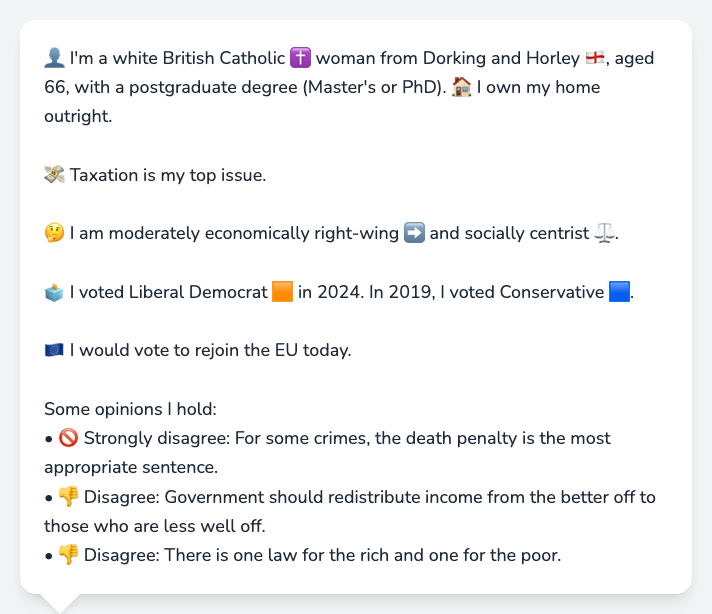 👤 I'm a white British Catholic ✝️ woman from Dorking and Horley 🏴󠁧󠁢󠁥󠁮󠁧󠁿, aged
66, with a postgraduate degree (Master's or PhD). 🏠 I own my home
outright.
💸 Taxation is my top issue.
🤔 I am moderately economically right-wing ➡️ and socially centrist ⚖️.
🗳️ I voted Liberal Democrat 🟧 in 2024. In 2019, I voted Conservative 🟦.
🇪🇺 I would vote to rejoin the EU today.
Some opinions I hold:
• 🚫 Strongly disagree: For some crimes, the death penalty is the most
appropriate sentence.
• 👎 Disagree: Government should redistribute income from the better off to
those who are less well off.
• 👎 Disagree: There is one law for the rich and one for the poor.